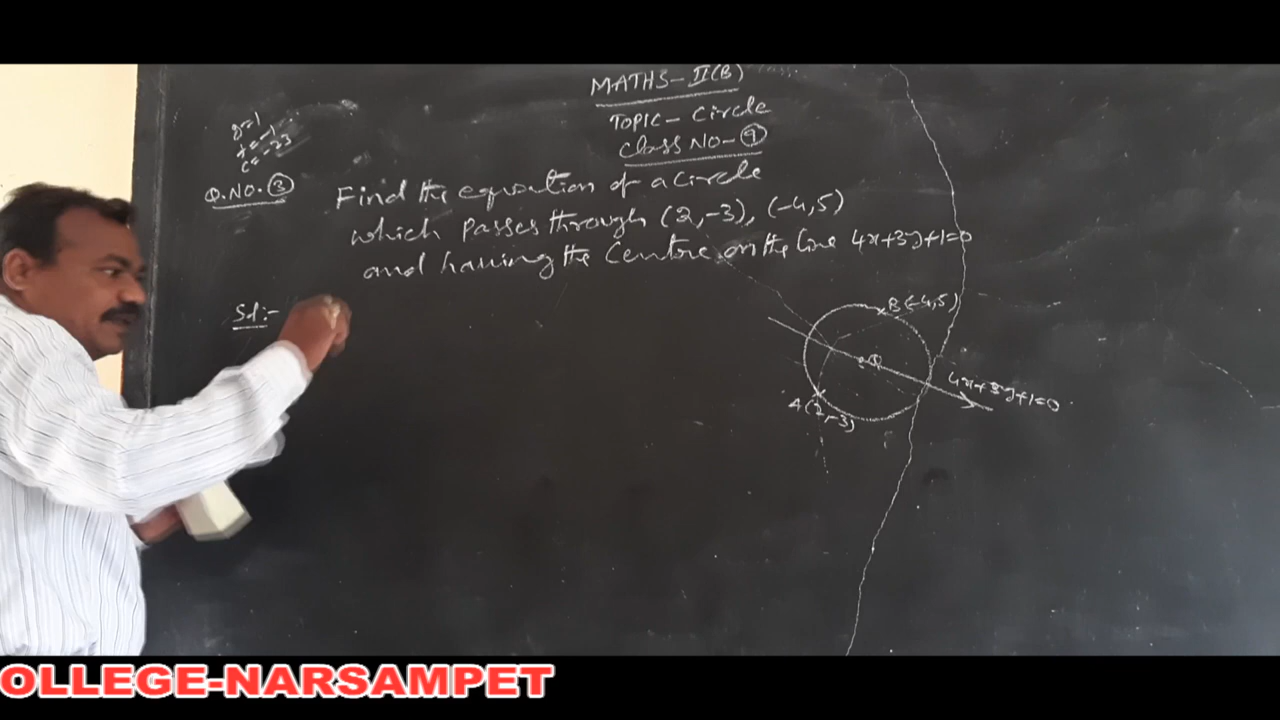 MATHS-II(B)
TOPIC- Circle
Class NO-9
g=1
f=-1
c=-23
Q.NO.3
Find the equation of a circle
which passes through (2,-3), (-4,5)
and having the Centre on the line 4x+3y+1=0
Sol:-
B(-4,5)
4x+3y+1=0
A(2,-3)
OLLEGE-NARSAMPET